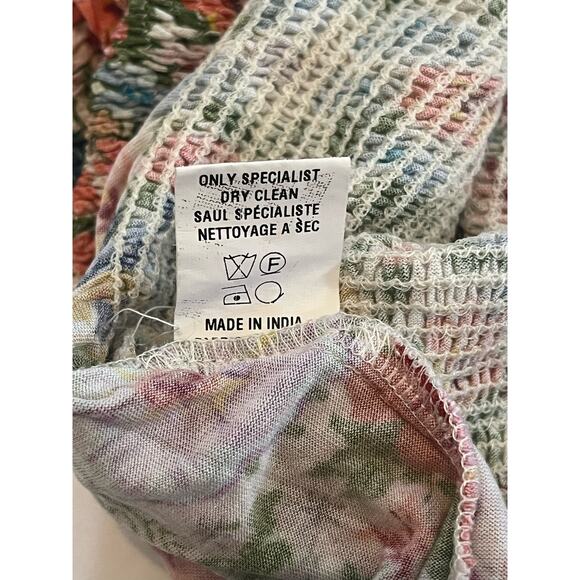 ONLY SPECIALIST
DRY CLEAN
SAUL SPÉCIALISTE
NETTOYAGE A SEC
F
MADE IN INDIA